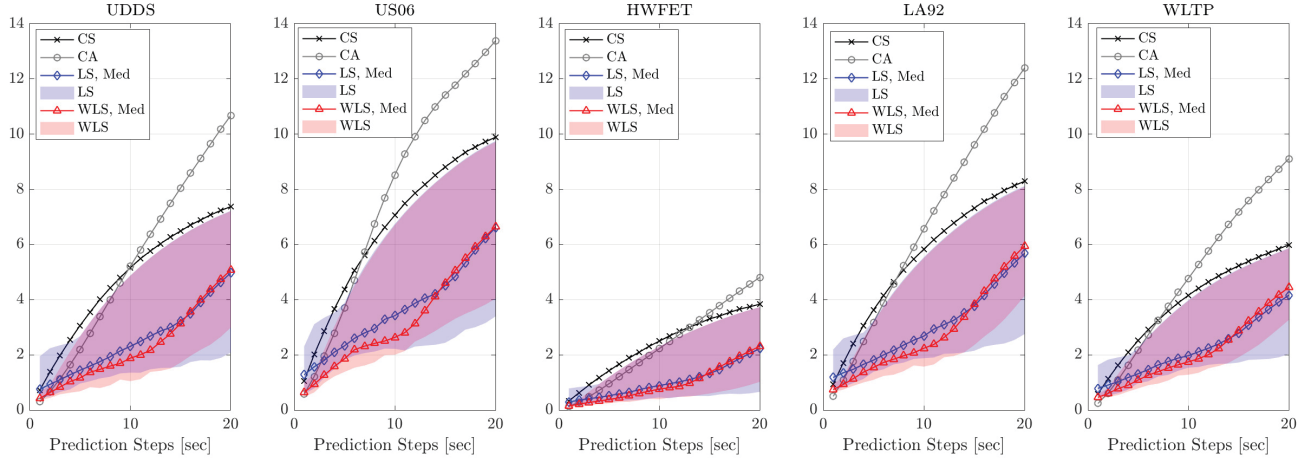 UDDS
14
12
10
8
6
4
2
0
CS
CA
LS, Med
LS
WLS, Med
WLS
0 10 20
Prediction Steps [sec]
US06
14
12
10
8
6
4
2
0
CS
CA
LS, Med
LS
WLS, Med
WLS
0 10 20
Prediction Steps [sec]
HWFET
14
12
10
8
6
4
2
0
CS
CA
LS, Med
LS
WLS, Med
WLS
0 10 20
Prediction Steps [sec]
LA92
14
12
10
8
6
4
2
0
CS
CA
LS, Med
LS
WLS, Med
WLS
0 10 20
Prediction Steps [sec]
WLTP
14
12
10
8
6
4
2
0
CS
CA
LS, Med
LS
WLS, Med
WLS
0 10 20
Prediction Steps [sec]